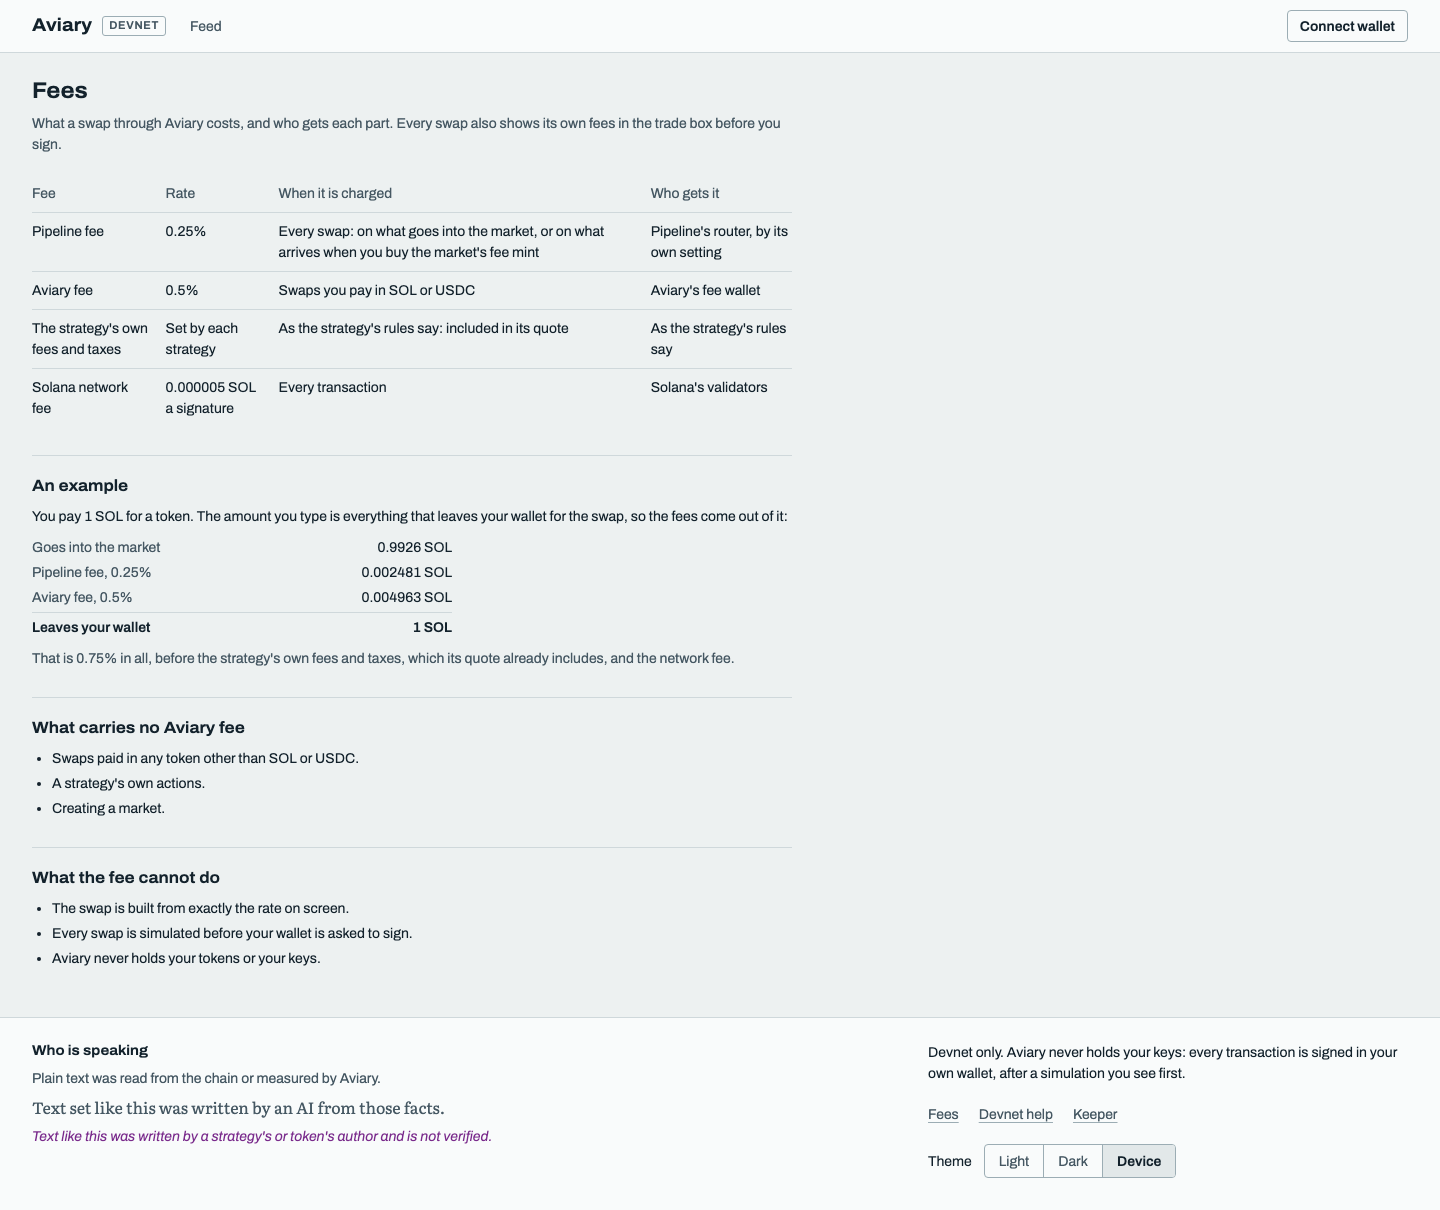 Aviary DEVNET Feed Connect wallet
Fees
What a swap through Aviary costs, and who gets each part. Every swap also shows its own fees in the trade box before you
sign.
Fee Rate When it is charged Who gets it
Pipeline fee 0.25% Every swap: on what goes into the market, or on what Pipeline's router, by its
arrives when you buy the market's fee mint own setting
Aviary fee 0.5% Swaps you pay in SOL or USDC Aviary's fee wallet
The strategy's own Set by each As the strategy's rules say: included in its quote As the strategy's rules
fees and taxes strategy say
Solana network 0.000005 SOL Every transaction Solana's validators
fee a signature
An example
You pay 1 SOL for a token. The amount you type is everything that leaves your wallet for the swap, so the fees come out of it:
Goes into the market 0.9926 SOL
Pipeline fee, 0.25% 0.002481 SOL
Aviary fee, 0.5% 0.004963 SOL
Leaves your wallet 1 SOL
That is 0.75% in all, before the strategy's own fees and taxes, which its quote already includes, and the network fee.
What carries no Aviary fee
• Swaps paid in any token other than SOL or USDC.
• A strategy's own actions.
• Creating a market.
What the fee cannot do
• The swap is built from exactly the rate on screen.
• Every swap is simulated before your wallet is asked to sign.
• Aviary never holds your tokens or your keys.
Who is speaking
Plain text was read from the chain or measured by Aviary.
Text set like this was written by an AI from those facts.
Text like this was written by a strategy's or token's author and is not verified.
Devnet only. Aviary never holds your keys: every transaction is signed in your
own wallet, after a simulation you see first.
Fees Devnet help Keeper
Theme Light Dark Device